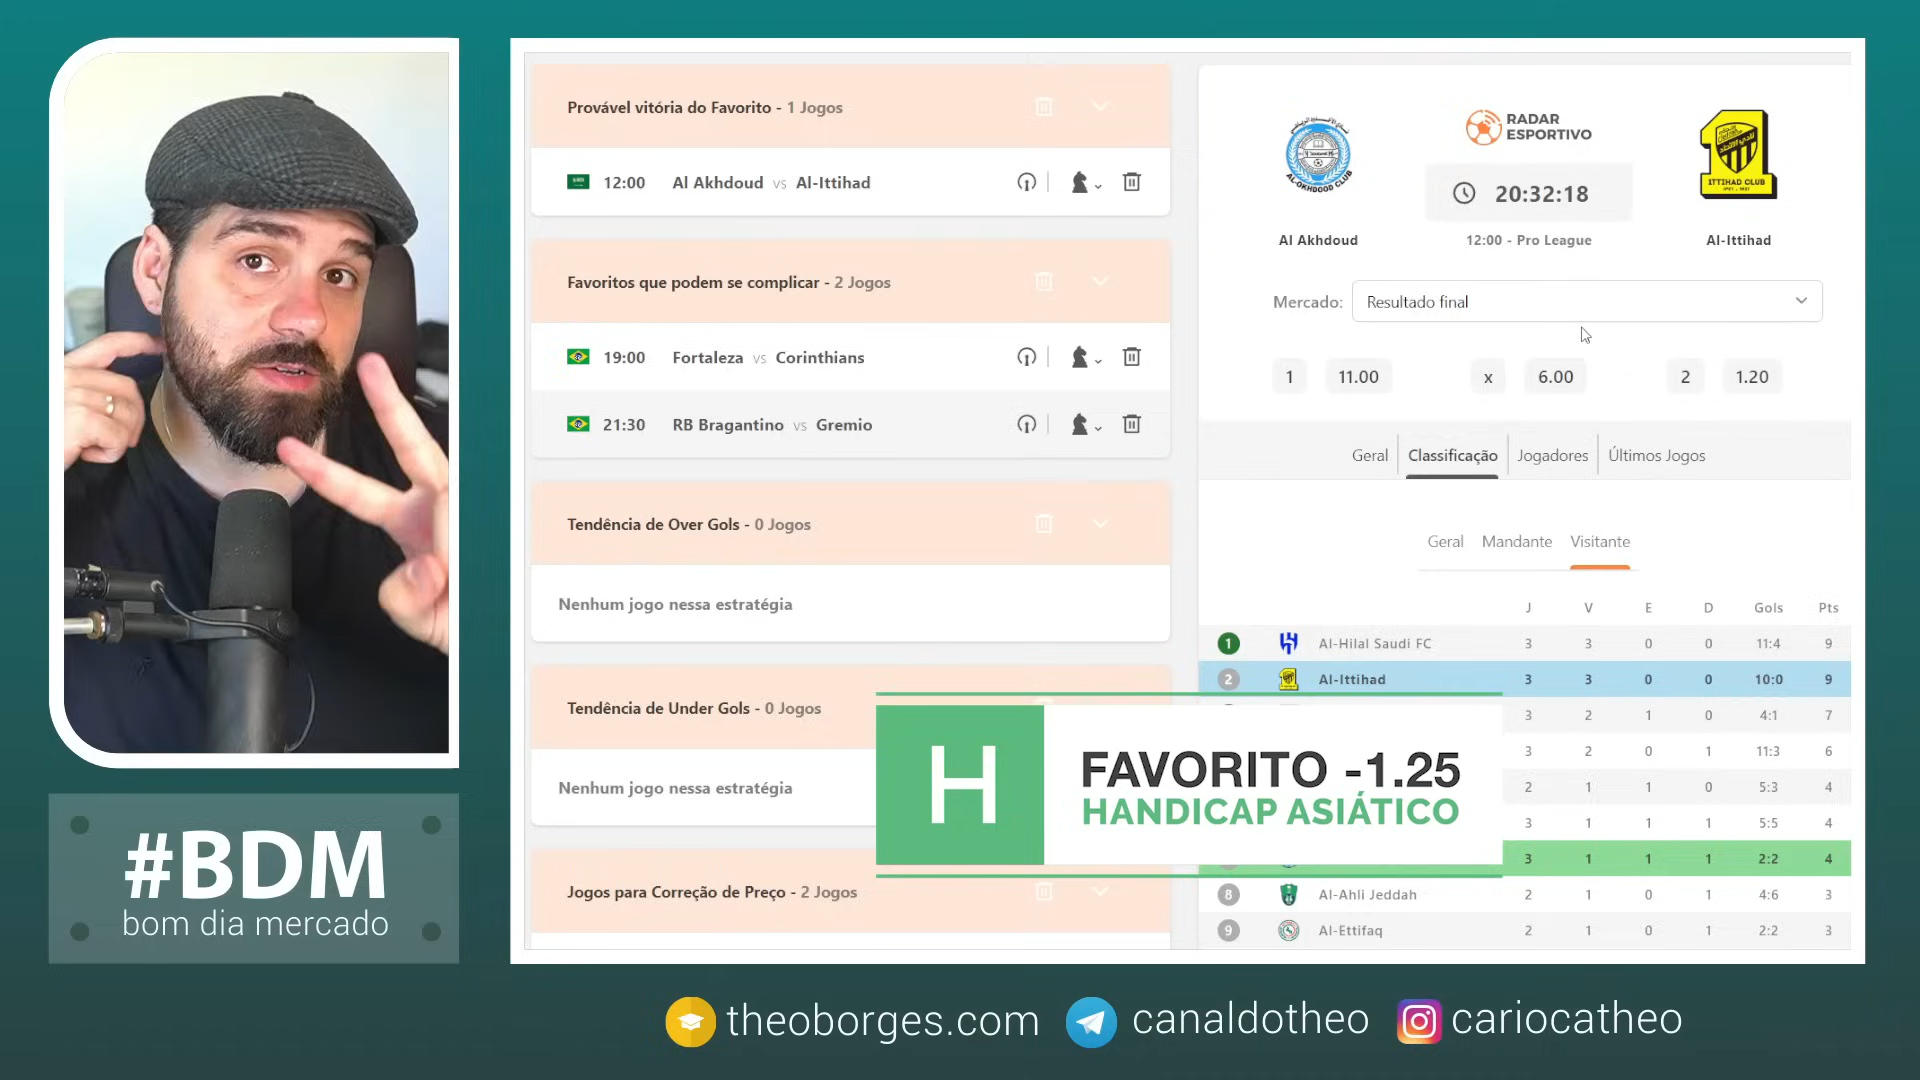 Provável vitória do Favorito - 1 Jogos
12:00 Al Akhdoud vs Al-Ittihad
Favoritos que podem se complicar - 2 Jogos
19:00 Fortaleza vs Corinthians
21:30 RB Bragantino vs Gremio
Tendência de Over Gols - 0 Jogos
Nenhum jogo nessa estratégia
Tendência de Under Gols - 0 Jogos
Nenhum jogo nessa estratégia
Jogos para Correção de Preço - 2 Jogos
AL-OKHDOOD CLUB
RADAR
ESPORTIVO
ITTIHAD CLUB
20:32:18
Al Akhdoud
12:00 - Pro League
Al-Ittihad
Mercado: Resultado final
1 11.00 x 6.00 2 1.20
Geral Classificação Jogadores Últimos Jogos
Geral Mandante Visitante
J V E D Gols Pts
1 Al-Hilal Saudi FC 3 3 0 0 11:4 9
2 Al-Ittihad 3 3 0 0 10:0 9
3 2 1 0 4:1 7
3 2 0 1 11:3 6
2 1 1 0 5:3 4
3 1 1 1 5:5 4
3 1 1 1 2:2 4
8 Al-Ahli Jeddah 2 1 0 1 4:6 3
9 Al-Ettifaq 2 1 0 1 2:2 3
H
FAVORITO -1.25
HANDICAP ASIÁTICO
#BDM
bom dia mercado
theoborges.com canaldotheo cariocatheo